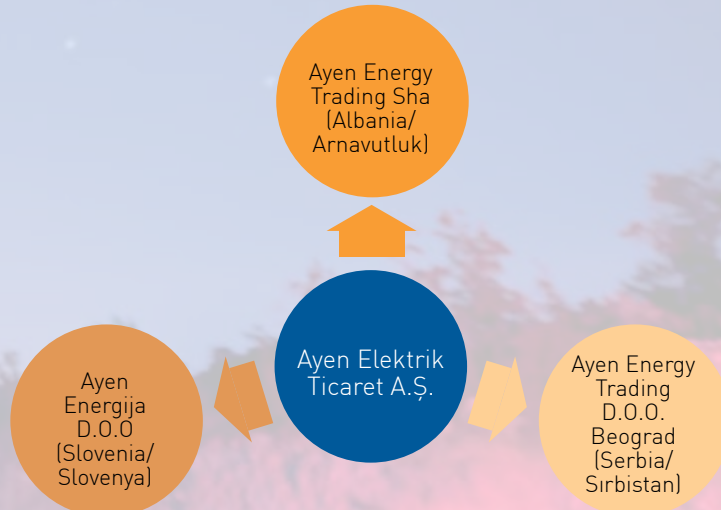 Ayen Energy
Trading Sha
(Albania/
Arnavutluk)
Ayen Elektrik
Ticaret A.Ş.
Ayen
Energija
D.O.O
(Slovenia/
Slovenya)
Ayen Energy
Trading
D.O.O.
Beograd
(Serbia/
Sırbistan)